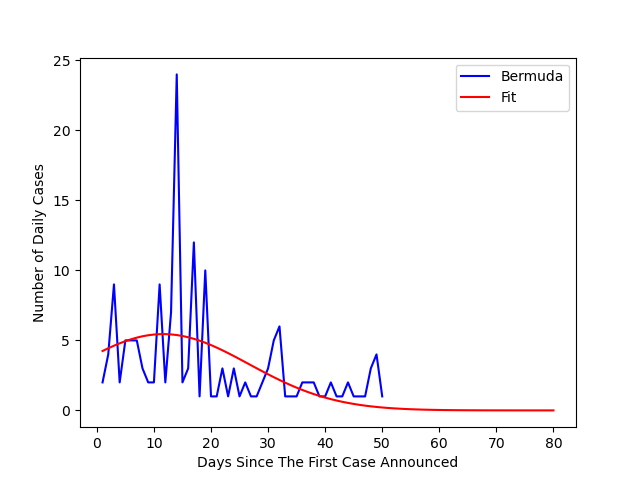 Bermuda
Fit
25
20
15
10
5
0
Number of Daily Cases
0 10 20 30 40 50 60 70 80
Days Since The First Case Announced